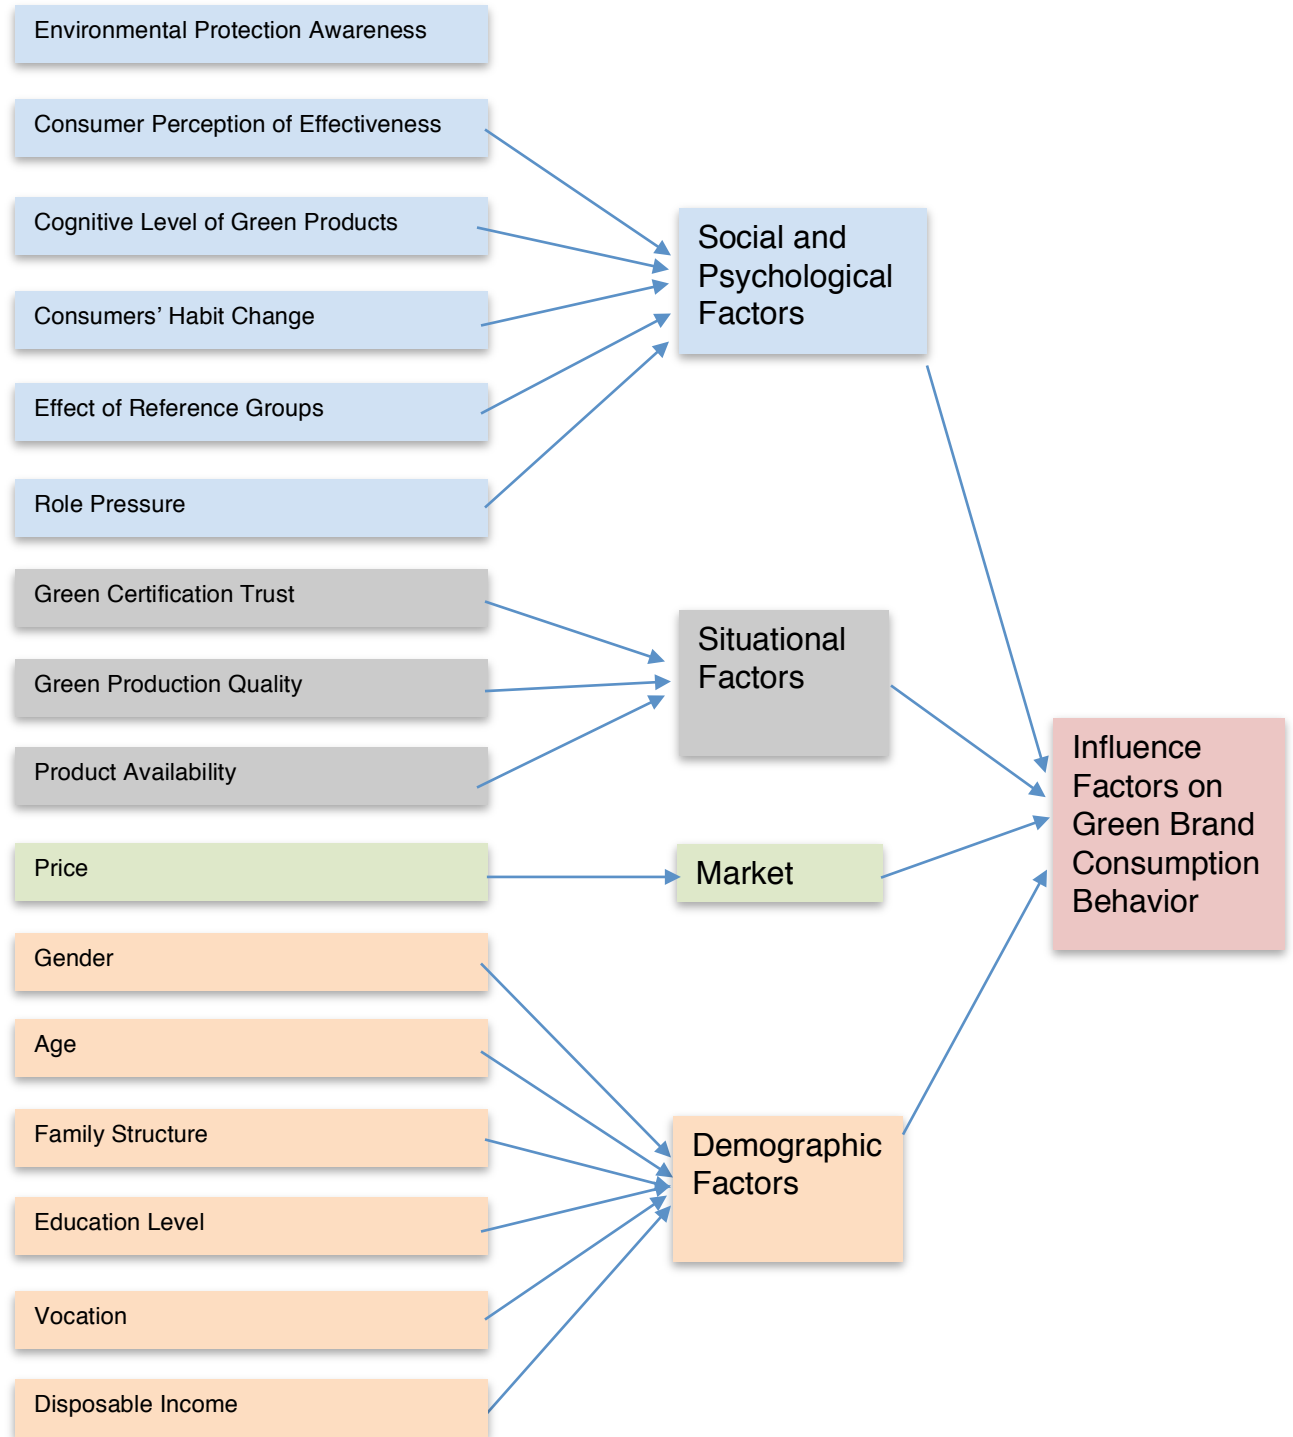 Environmental Protection Awareness
Consumer Perception of Effectiveness
Cognitive Level of Green Products
Consumers’ Habit Change
Effect of Reference Groups
Role Pressure
Green Certification Trust
Green Production Quality
Product Availability
Price
Gender
Age
Family Structure
Education Level
Vocation
Disposable Income
Social and
Psychological
Factors
Situational
Factors
Market
Demographic
Factors
Influence
Factors on
Green Brand
Consumption
Behavior